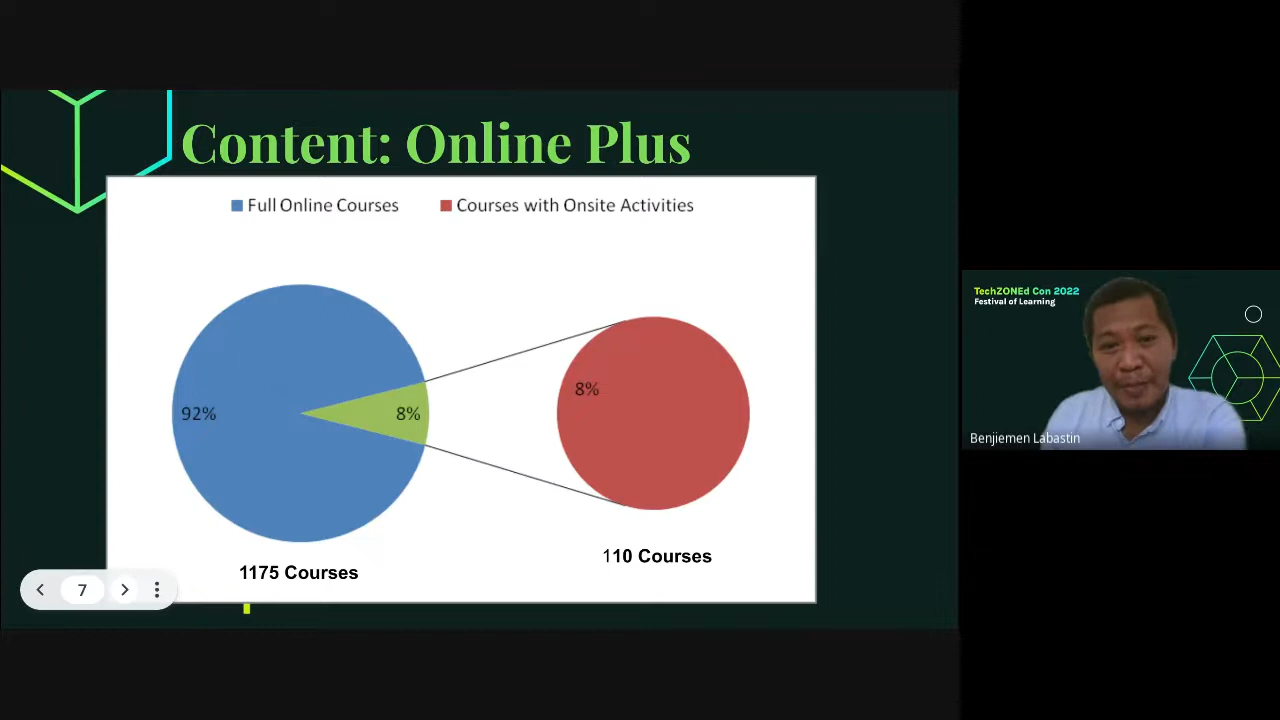 Content: Online Plus
Full Online Courses
Courses with Onsite Activities
92%
8%
8%
1175 Courses
110 Courses
7
TechZONEd Con 2022
Festival of Learning
Benjiemen Labastin